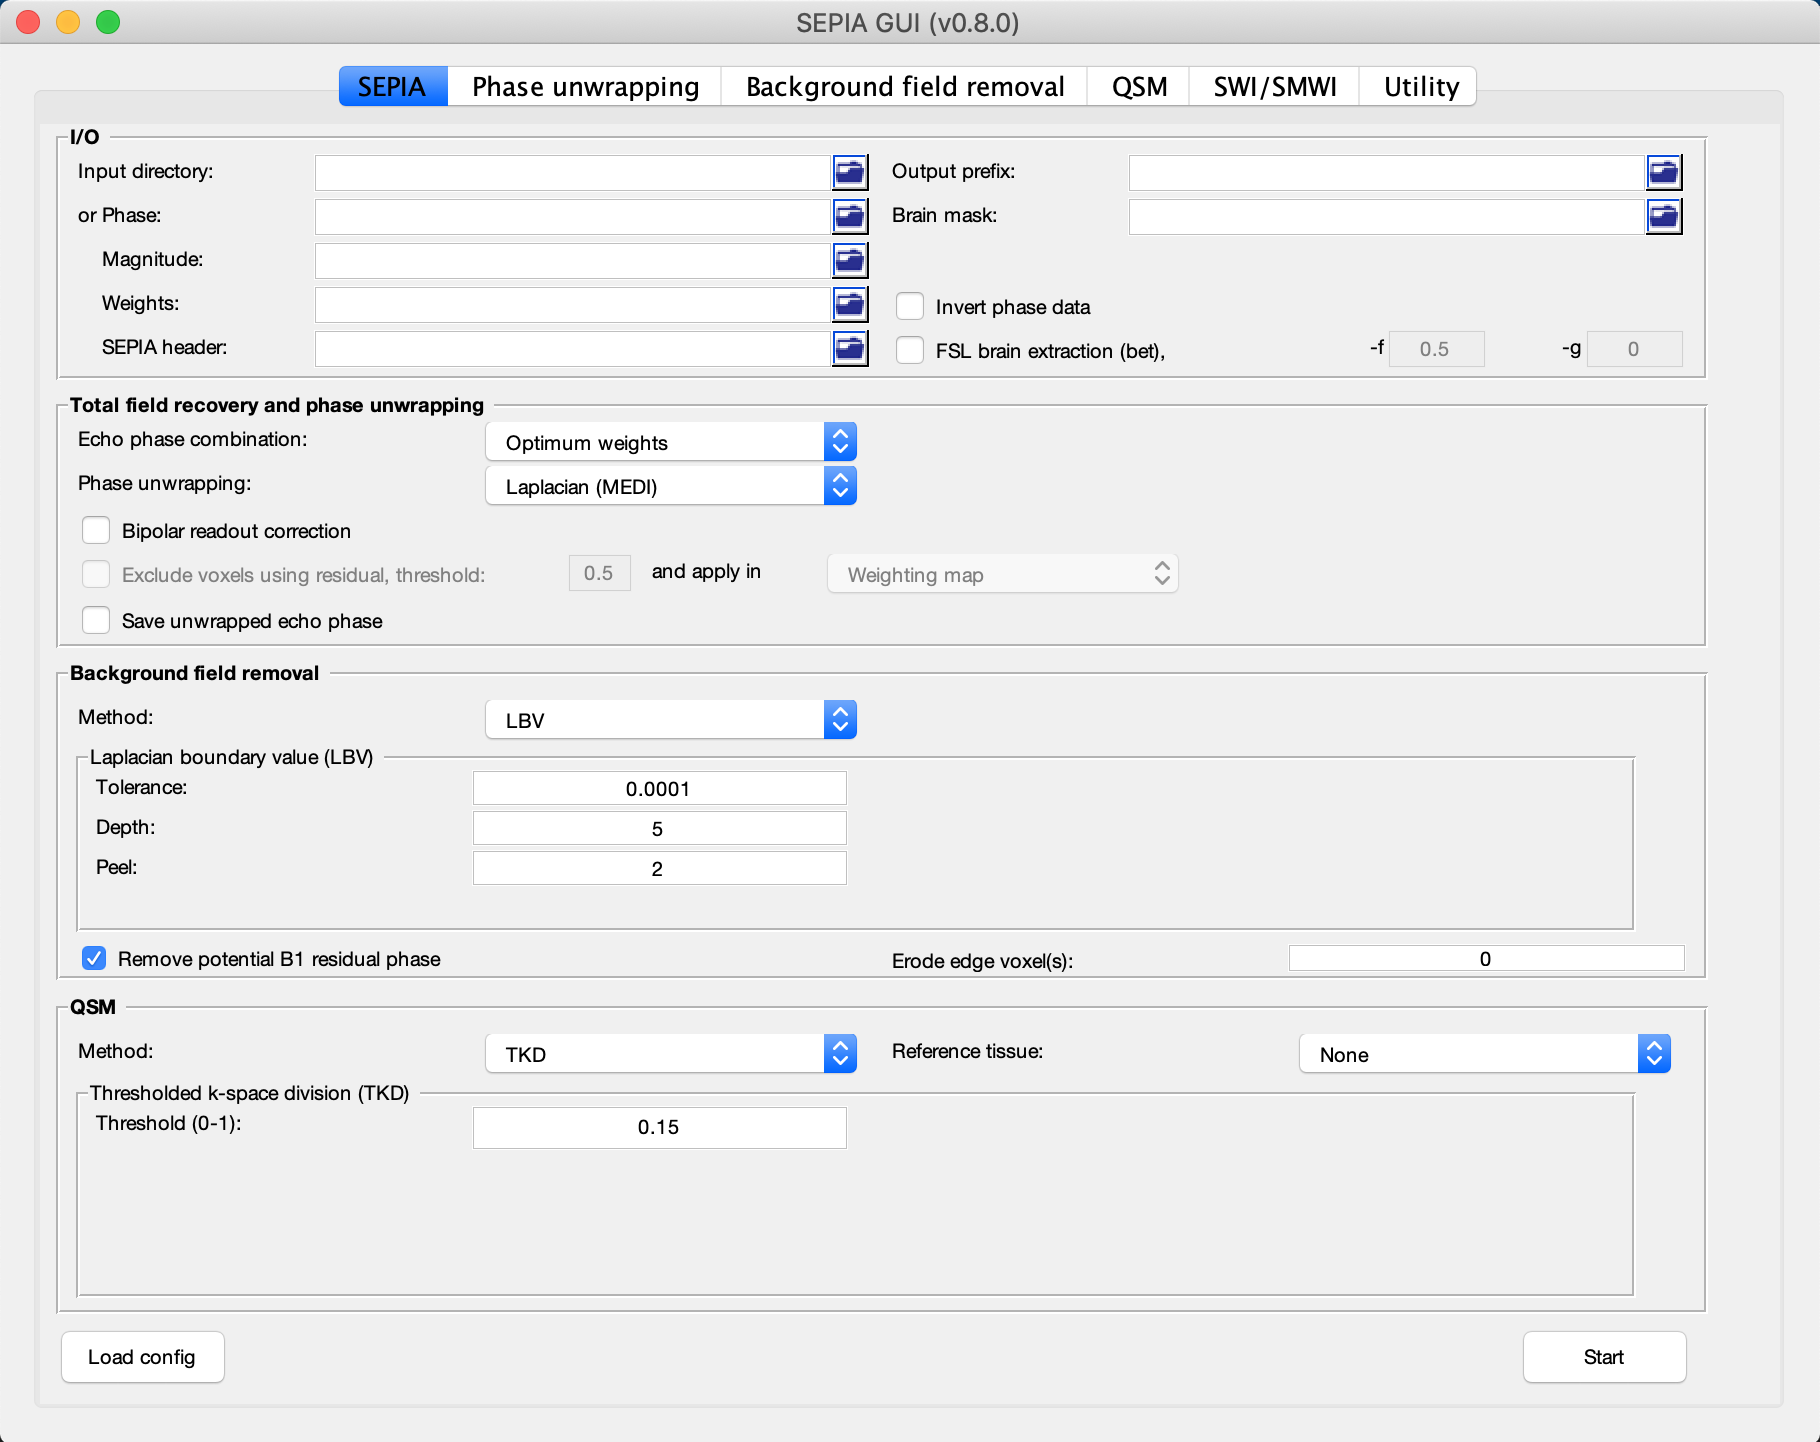 SEPIA GUI (v0.8.0)
SEPIA Phase unwrapping Background field removal QSM SWI/SMWI Utility
I/O
Input directory: Output prefix:
or Phase: Brain mask:
Magnitude:
Weights: Invert phase data
SEPIA header: FSL brain extraction (bet), -f 0.5 -g 0
Total field recovery and phase unwrapping
Echo phase combination: Optimum weights
Phase unwrapping: Laplacian (MEDI)
Bipolar readout correction
Exclude voxels using residual, threshold: 0.5 and apply in Weighting map
Save unwrapped echo phase
Background field removal
Method: LBV
Laplacian boundary value (LBV)
Tolerance: 0.0001
Depth: 5
Peel: 2
Remove potential B1 residual phase Erode edge voxel(s): 0
QSM
Method: TKD Reference tissue: None
Thresholded k-space division (TKD)
Threshold (0-1): 0.15
Load config Start